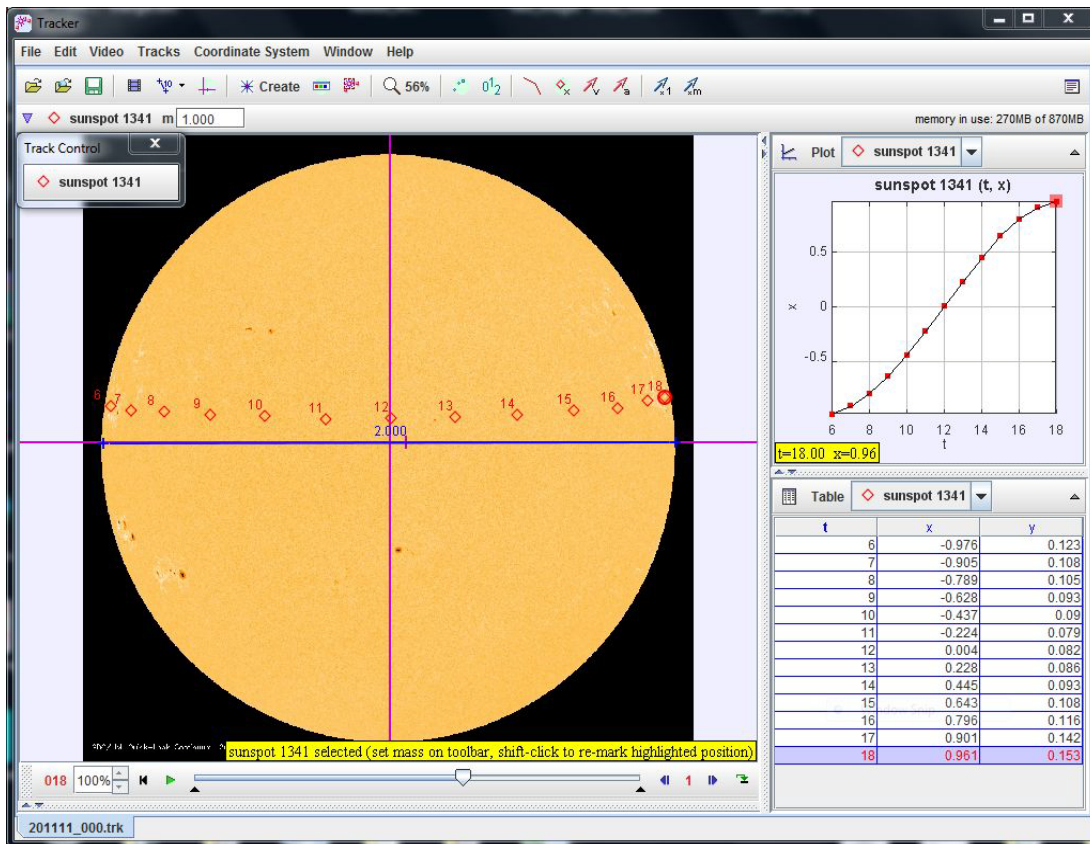 Tracker
File Edit Video Tracks Coordinate System Window Help
10 Create 56% 0 1 2 x v a x1 xm
sunspot 1341 m 1.000 memory in use: 270MB of 870MB
Track Control X
sunspot 1341
6 7 8 9 10 11 12 13 14 15 16 17 18
2.000
sunspot 1341 selected (set mass on toolbar, shift-click to re-mark highlighted position)
018 100% 1
201111_000.trk
Plot sunspot 1341
sunspot 1341 (t, x)
0.5
x 0
-0.5
6 8 10 12 14 16 18
t
t=18.00 x=0.96
Table sunspot 1341
t x y
6 -0.976 0.123
7 -0.905 0.108
8 -0.789 0.105
9 -0.628 0.093
10 -0.437 0.09
11 -0.224 0.079
12 0.004 0.082
13 0.228 0.086
14 0.445 0.093
15 0.643 0.108
16 0.796 0.116
17 0.901 0.142
18 0.961 0.153